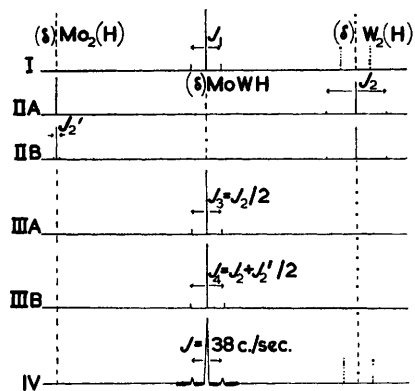 (δ)Mo₂(H) J₁ (δ) W₂(H)
I
(δ)MoWH J₂
IIA
J₂'
IIB
J₃=J₂/2
IIIA
J₄=J₂+J₂'/2
IIIB
J= 38 c./sec.
IV